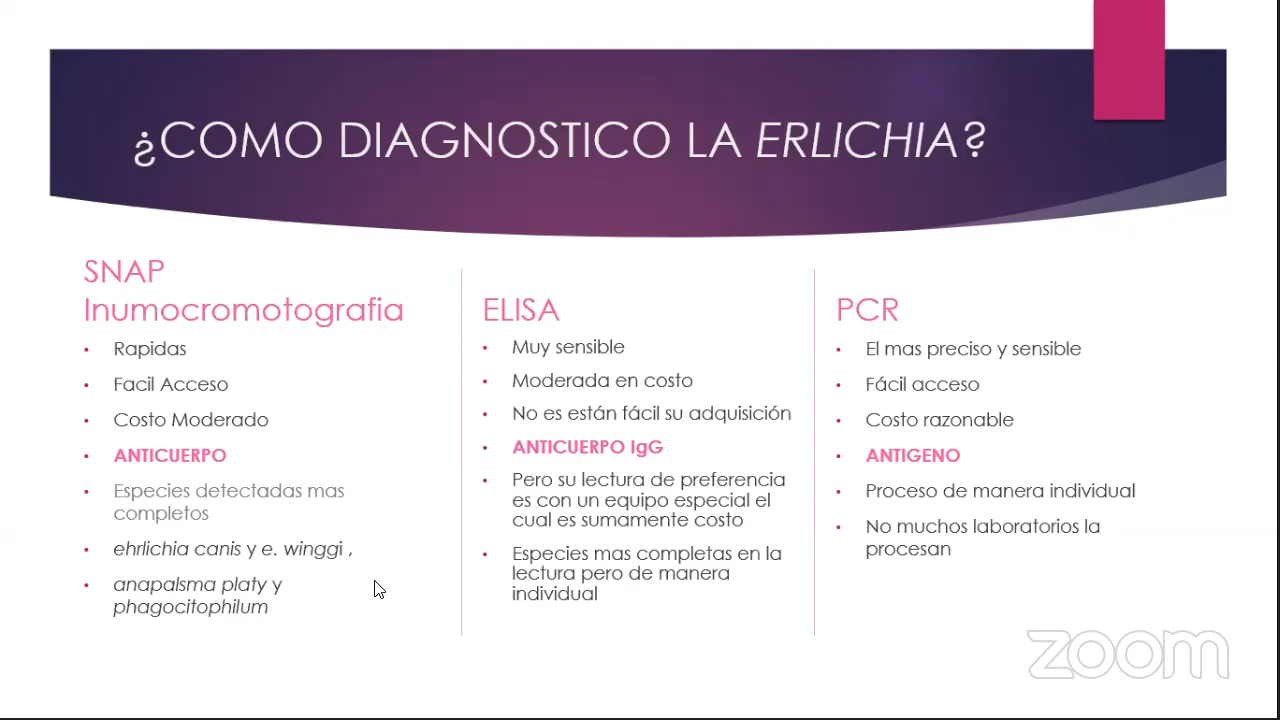 ¿COMO DIAGNOSTICO LA ERLICHIA?
SNAP
Inumocromotografia
• Rapidas
• Facil Acceso
• Costo Moderado
• ANTICUERPO
• Especies detectadas mas
completos
• ehrlichia canis y e. winggi ,
• anapalsma platy y
phagocitophilum
ELISA
• Muy sensible
• Moderada en costo
• No es están fácil su adquisición
• ANTICUERPO IgG
• Pero su lectura de preferencia
es con un equipo especial el
cual es sumamente costo
• Especies mas completas en la
lectura pero de manera
individual
PCR
• El mas preciso y sensible
• Fácil acceso
• Costo razonable
• ANTIGENO
• Proceso de manera individual
• No muchos laboratorios la
procesan
zoom